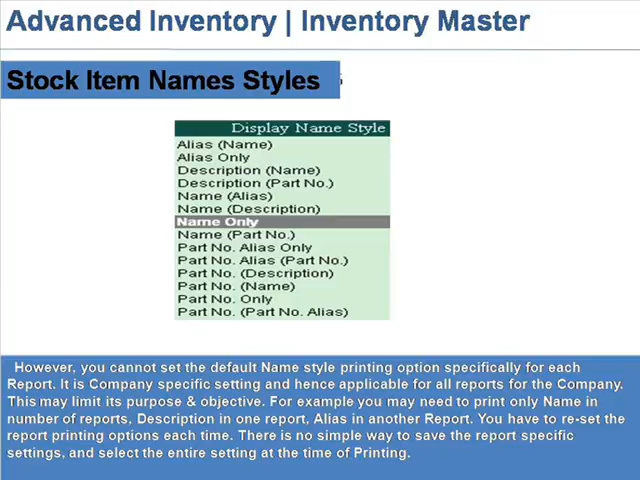 Advanced Inventory | Inventory Master
Stock Item Names Styles
Display Name Style
Alias (Name)
Alias Only
Description (Name)
Description (Part No.)
Name (Alias)
Name (Description)
Name Only
Name (Part No.)
Part No. Alias Only
Part No. Alias (Part No.)
Part No. (Description)
Part No. (Name)
Part No. Only
Part No. (Part No. Alias)
However, you cannot set the default Name style printing option specifically for each
Report. It is Company specific setting and hence applicable for all reports for the Company.
This may limit its purpose & objective. For example you may need to print only Name in
number of reports, Description in one report, Alias in another Report. You have to re-set the
report printing options each time. There is no simple way to save the report specific
settings, and select the entire setting at the time of Printing.